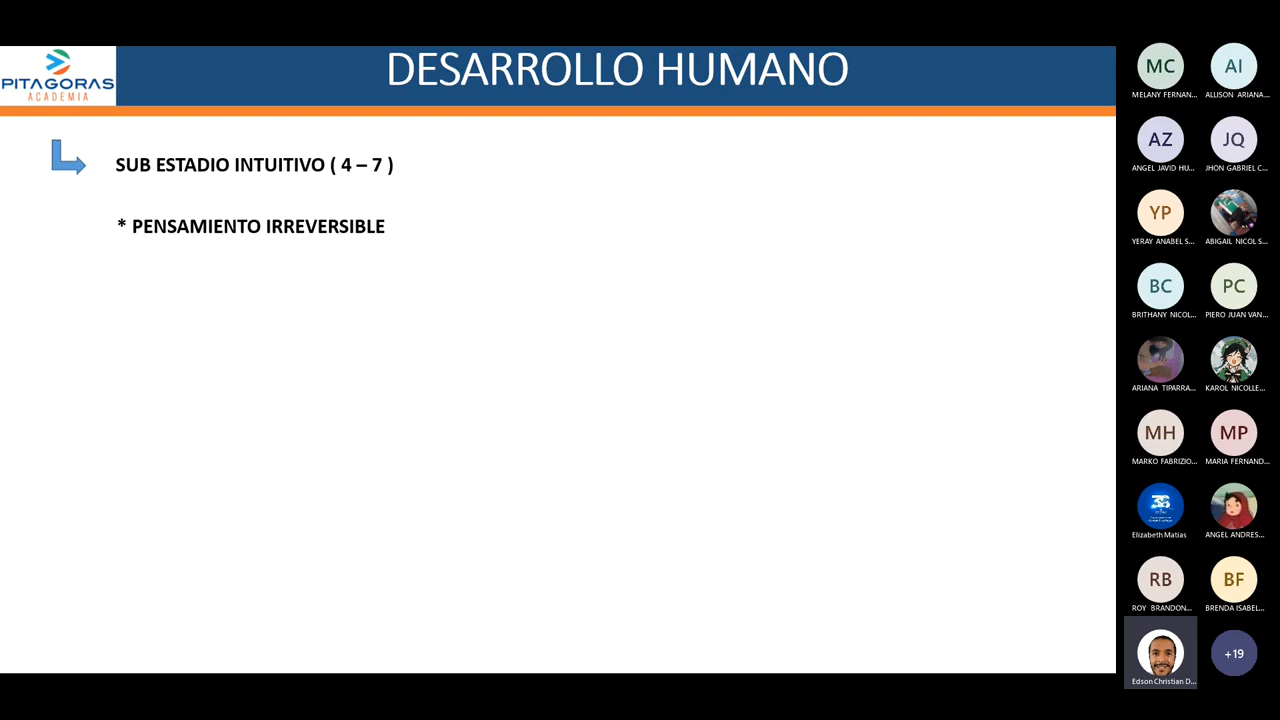 PITAGORAS
ACADEMIA
DESARROLLO HUMANO
SUB ESTADIO INTUITIVO ( 4 – 7 )
* PENSAMIENTO IRREVERSIBLE
MC
AI
MELANY FERNAN...
ALLISON ARIANA...
AZ
JQ
ANGEL JAVID HU...
JHON GABRIEL C...
YP
YERAY ANABEL S...
ABIGAIL NICOL S...
BC
PC
BRITHANY NICOL...
PIERO JUAN VAN...
ARIANA TIPARRA...
KAROL NICOLLE...
MH
MP
MARKO FABRIZIO...
MARIA FERNAND...
Elizabeth Matias
ANGEL ANDRES...
RB
BF
ROY BRANDON...
BRENDA ISABEL...
+19
Edson Christian D...